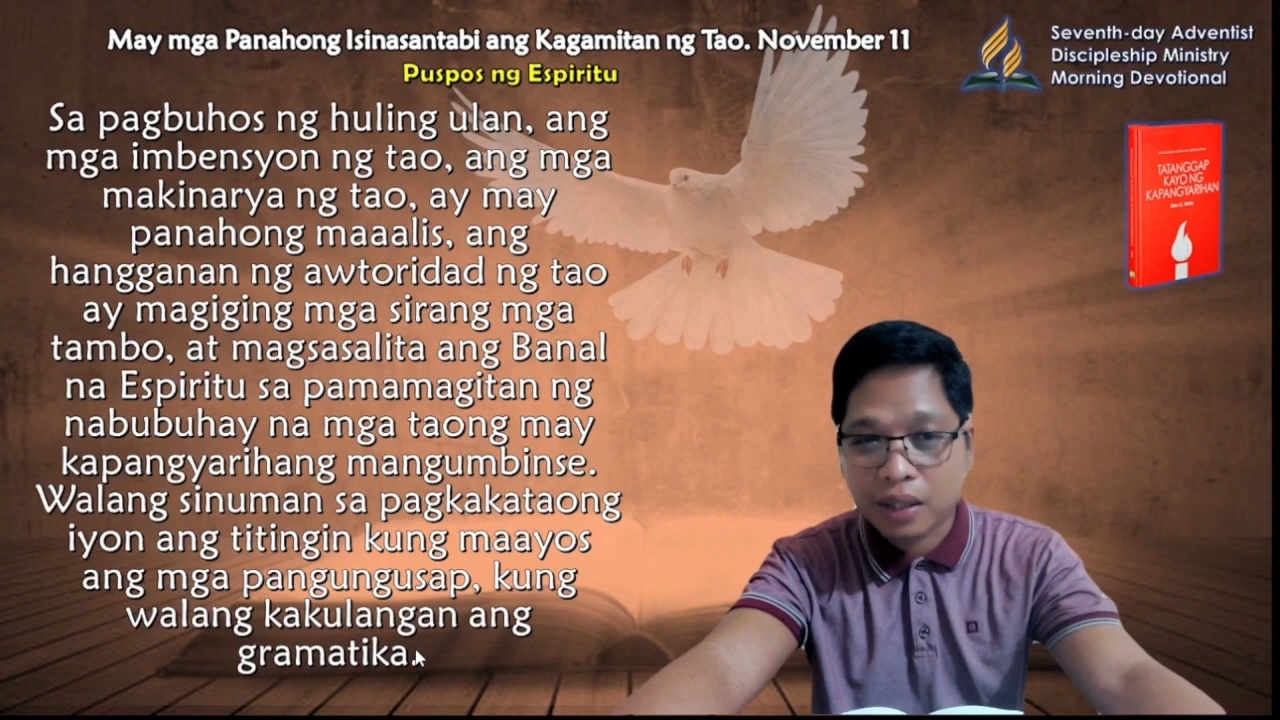 May mga Panahong Isinasantabi ang Kagamitan ng Tao. November 11
Puspos ng Espiritu
Sa pagbuhos ng huling ulan, ang
mga imbensyon ng tao, ang mga
makinarya ng tao, ay may
panahong maaalis, ang
hangganan ng awtoridad ng tao
ay magiging mga sirang mga
tambo, at magsasalita ang Banal
na Espiritu sa pamamagitan ng
nabubuhay na mga taong may
kapangyarihang mangumbinse.
Walang sinuman sa pagkakataong
iyon ang titingin kung maayos
ang mga pangungusap, kung
walang kakulangan ang
gramatika.
Seventh-day Adventist
Discipleship Ministry
Morning Devotional
TATANGGAP
KAYO NG
KAPANGYARIHAN
Ellen G. White